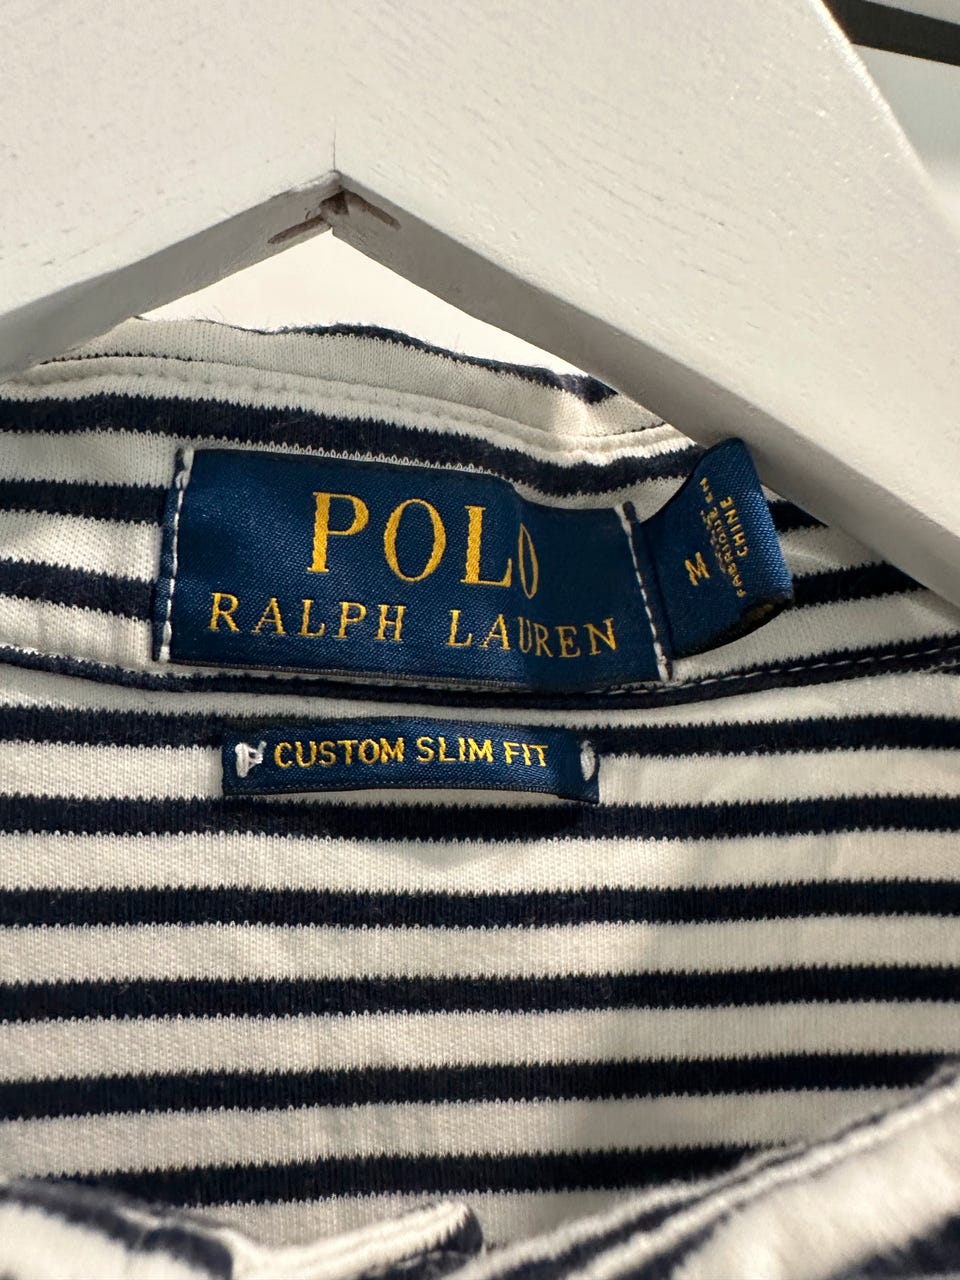 POLO
RALPH LAUREN
M
FABRIQUÉ EN
CHINE
CUSTOM SLIM FIT